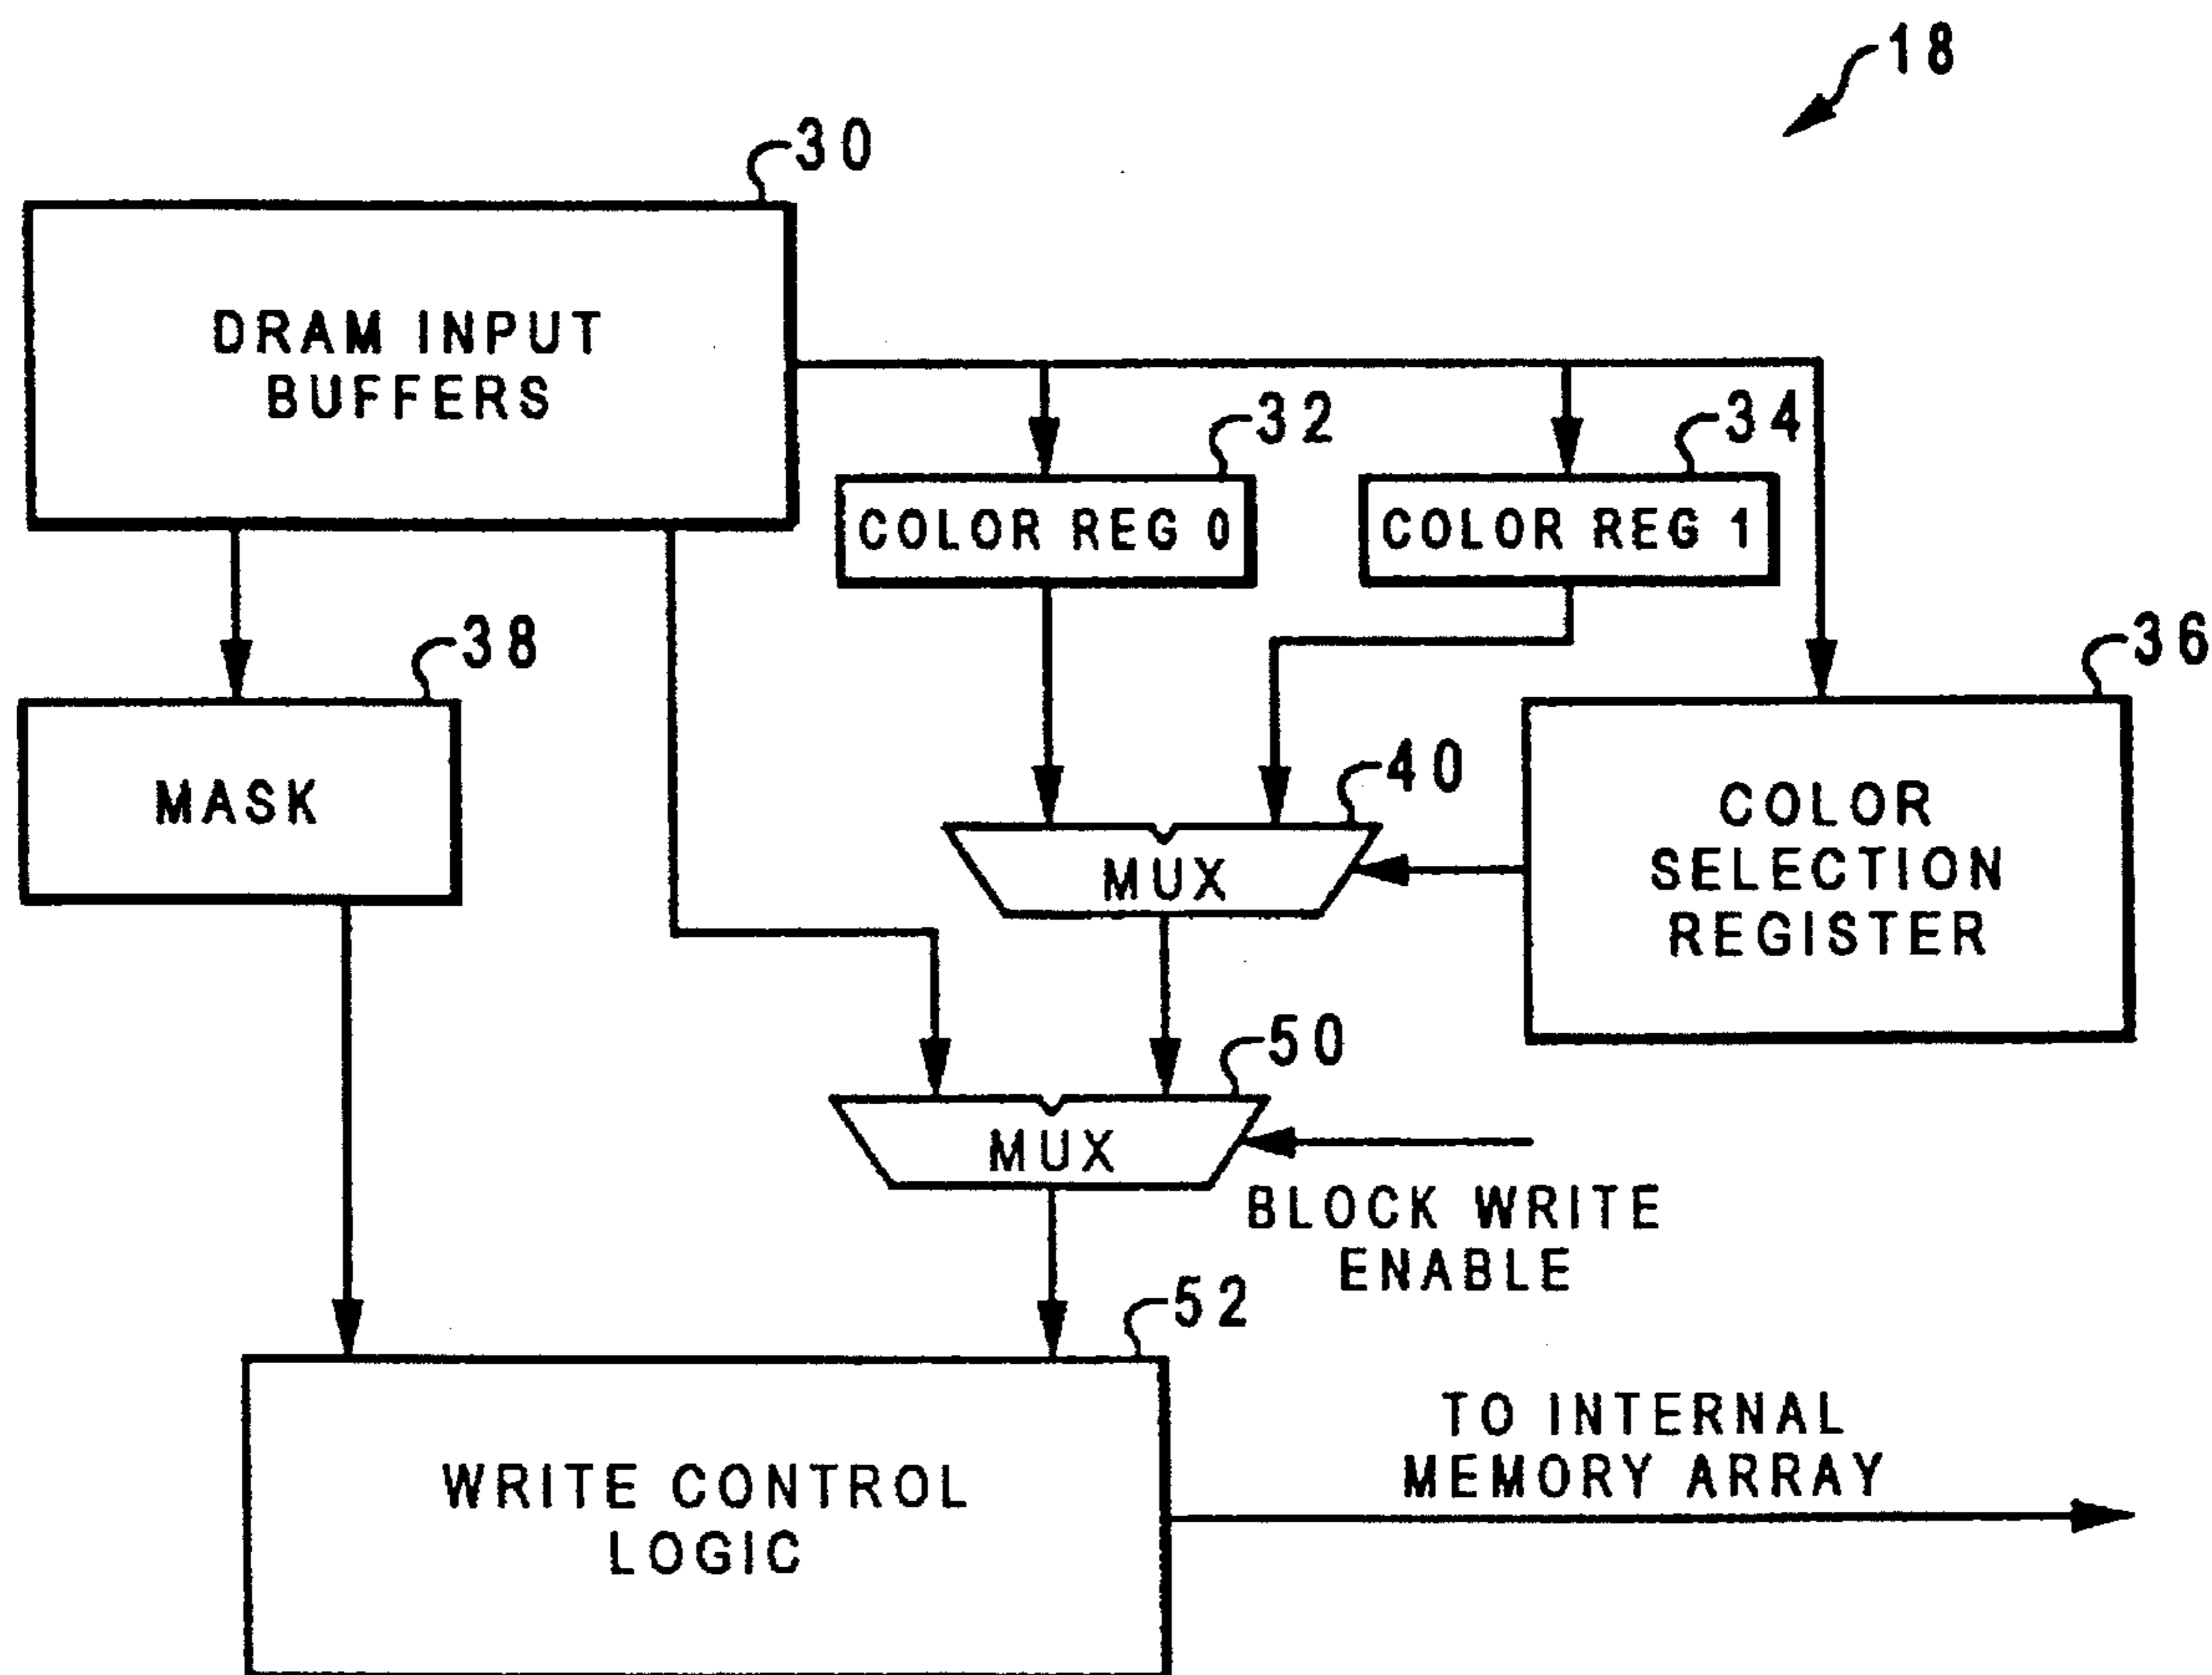 18
30
DRAM INPUT
BUFFERS
32
34
COLOR REG 0
COLOR REG 1
38
36
MASK
40
MUX
COLOR
SELECTION
REGISTER
50
MUX
BLOCK WRITE
ENABLE
52
TO INTERNAL
MEMORY ARRAY
WRITE CONTROL
LOGIC